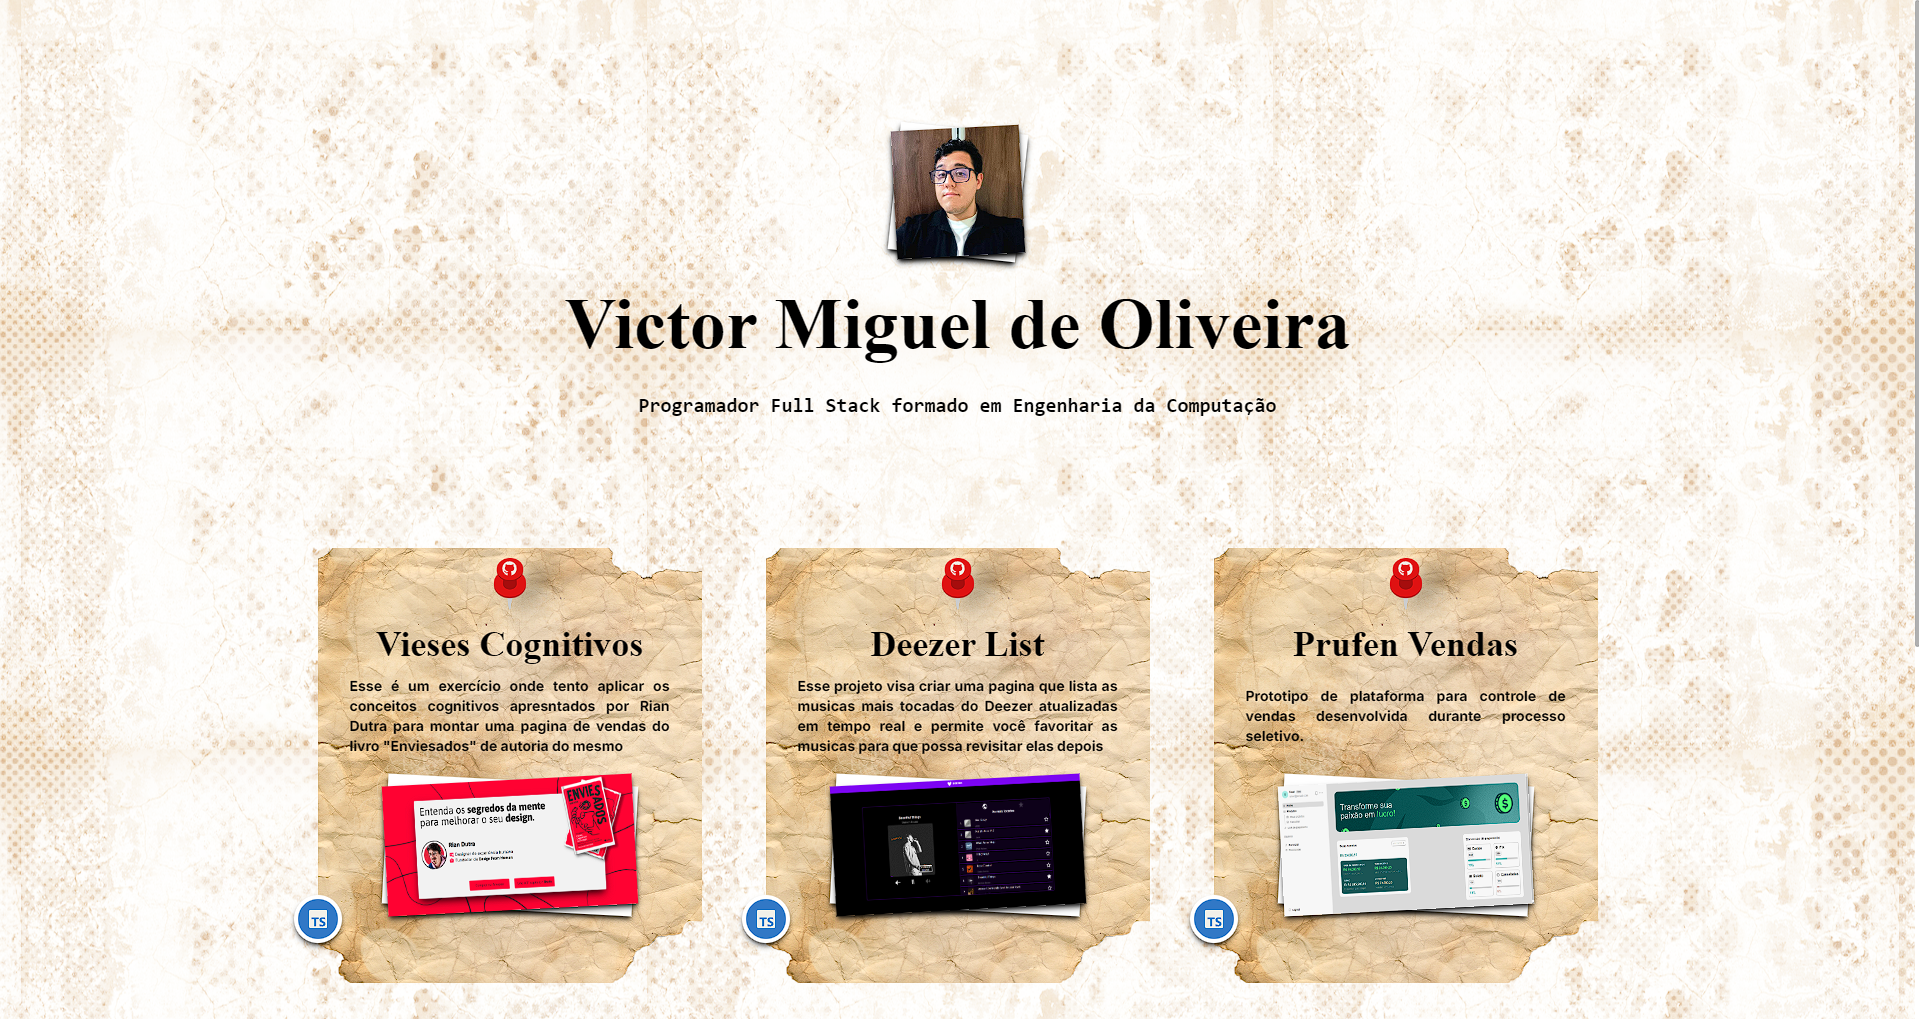 Victor Miguel de Oliveira
Programador Full Stack formado em Engenharia da Computação
Vieses Cognitivos
Esse é um exercício onde tento aplicar os
conceitos cognitivos apresntados por Rian
Dutra para montar uma pagina de vendas do
livro "Enviesados" de autoria do mesmo
Entenda os segredos da mente
para melhorar o seu design.
ENVIES
ADOS
Rian Dutra
TS
Deezer List
Esse projeto visa criar uma pagina que lista as
musicas mais tocadas do Deezer atualizadas
em tempo real e permite você favoritar as
musicas para que possa revisitar elas depois
TS
Prufen Vendas
Prototipo de plataforma para controle de
vendas desenvolvida durante processo
seletivo.
Transforme sua
paixão em lucro!
TS